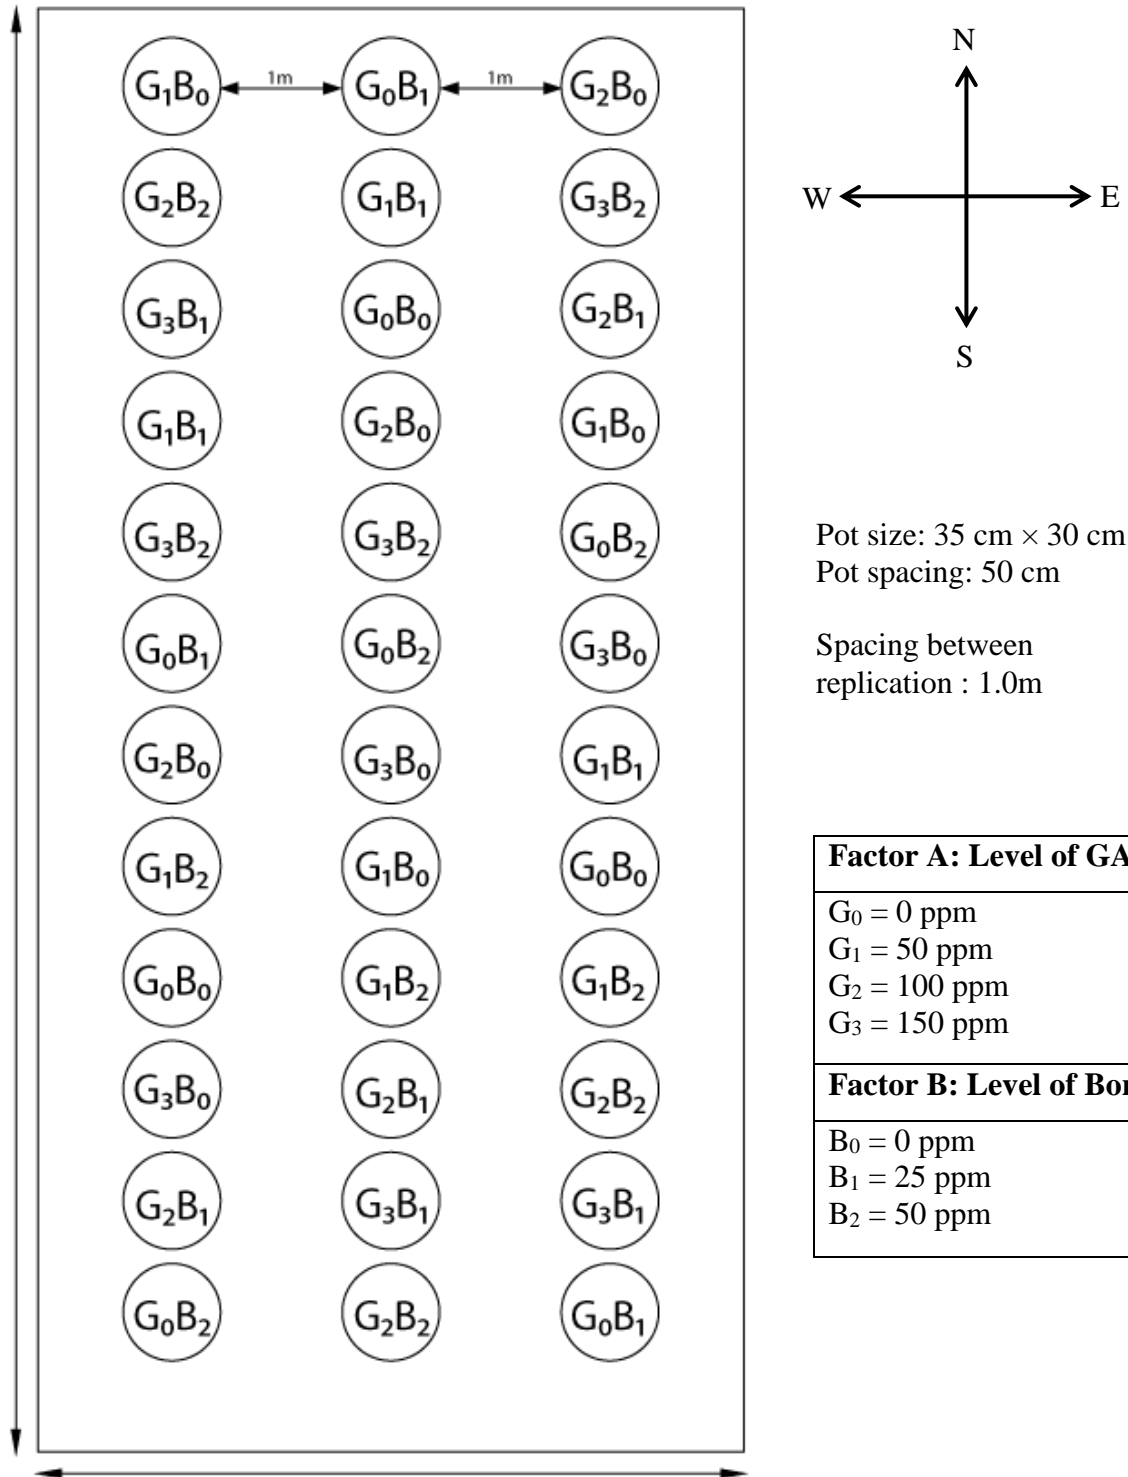 G₁B₀ 1m G₀B₁ 1m G₂B₀
G₂B₂ G₁B₁ G₃B₂
G₃B₁ G₀B₀ G₂B₁
G₁B₁ G₂B₀ G₁B₀
G₃B₂ G₃B₂ G₀B₂
G₀B₁ G₀B₂ G₃B₀
G₂B₀ G₃B₀ G₁B₁
G₁B₂ G₁B₀ G₀B₀
G₀B₀ G₁B₂ G₁B₂
G₃B₀ G₂B₁ G₂B₂
G₂B₁ G₃B₁ G₃B₁
G₀B₂ G₂B₂ G₀B₁
N
W E
S
Pot size: 35 cm × 30 cm
Pot spacing: 50 cm
Spacing between
replication : 1.0m
Factor A: Level of GA
G₀ = 0 ppm
G₁ = 50 ppm
G₂ = 100 ppm
G₃ = 150 ppm
Factor B: Level of Bor
B₀ = 0 ppm
B₁ = 25 ppm
B₂ = 50 ppm